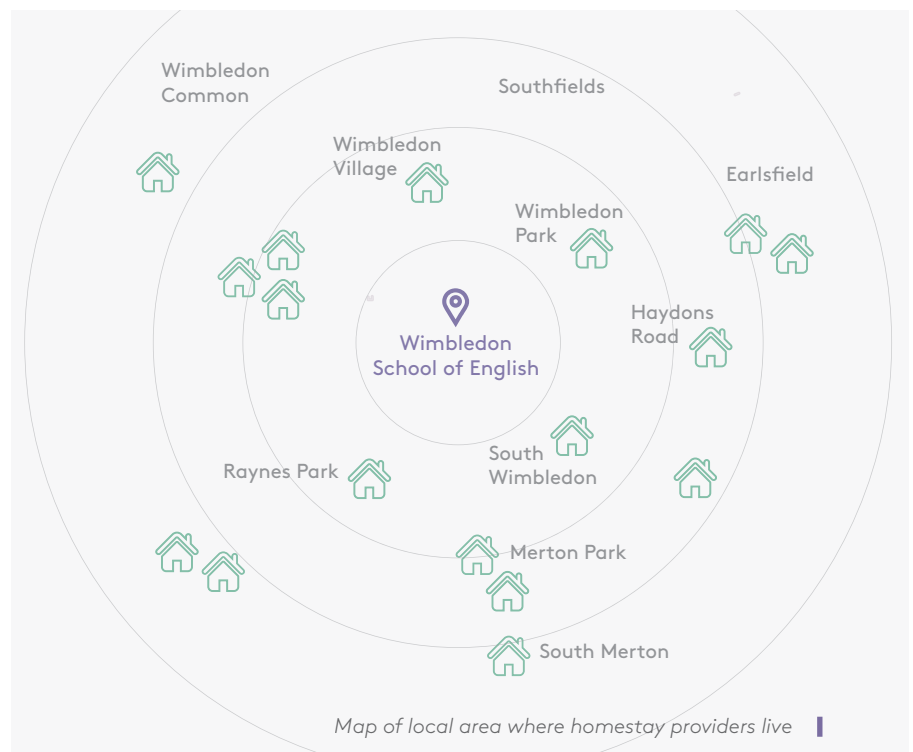 Wimbledon
Common
Southfields
Wimbledon
Village
Earlsfield
Wimbledon
Park
Haydons
Road
Wimbledon
School of English
South
Wimbledon
Raynes Park
Merton Park
South Merton
Map of local area where homestay providers live